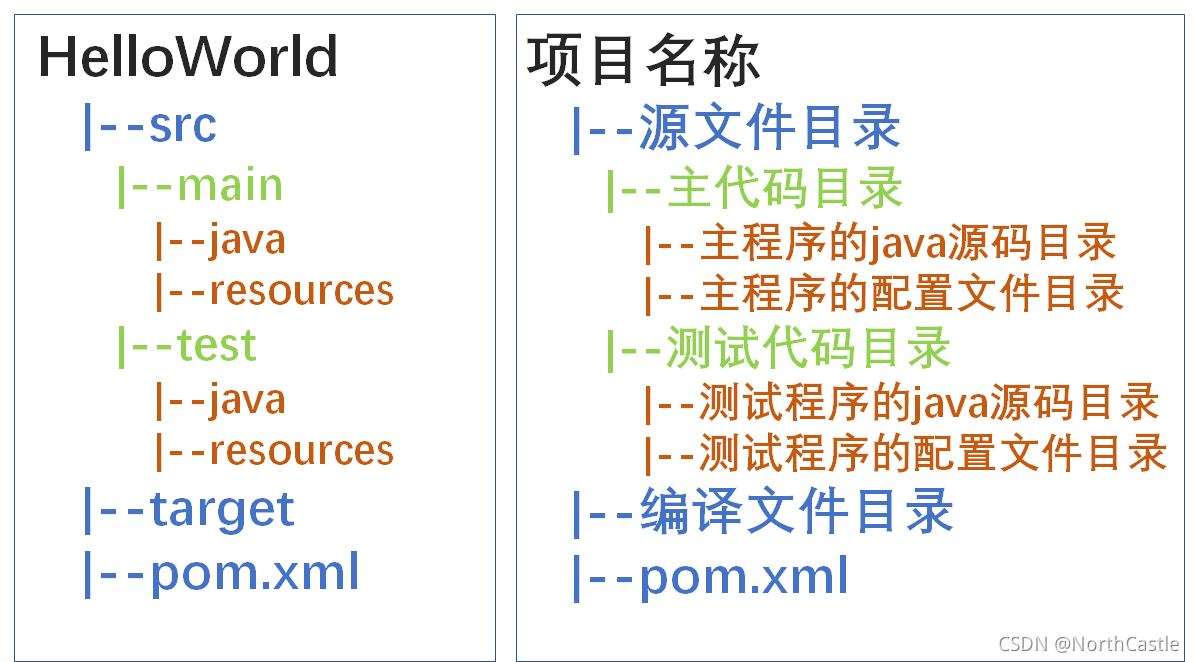 HelloWorld
|--src
|--main
|--java
|--resources
|--test
|--java
|--resources
|--target
|--pom.xml
项目名称
|--源文件目录
|--主代码目录
|--主程序的java源码目录
|--主程序的配置文件目录
|--测试代码目录
|--测试程序的java源码目录
|--测试程序的配置文件目录
|--编译文件目录
|--pom.xml
CSDN @NorthCastle